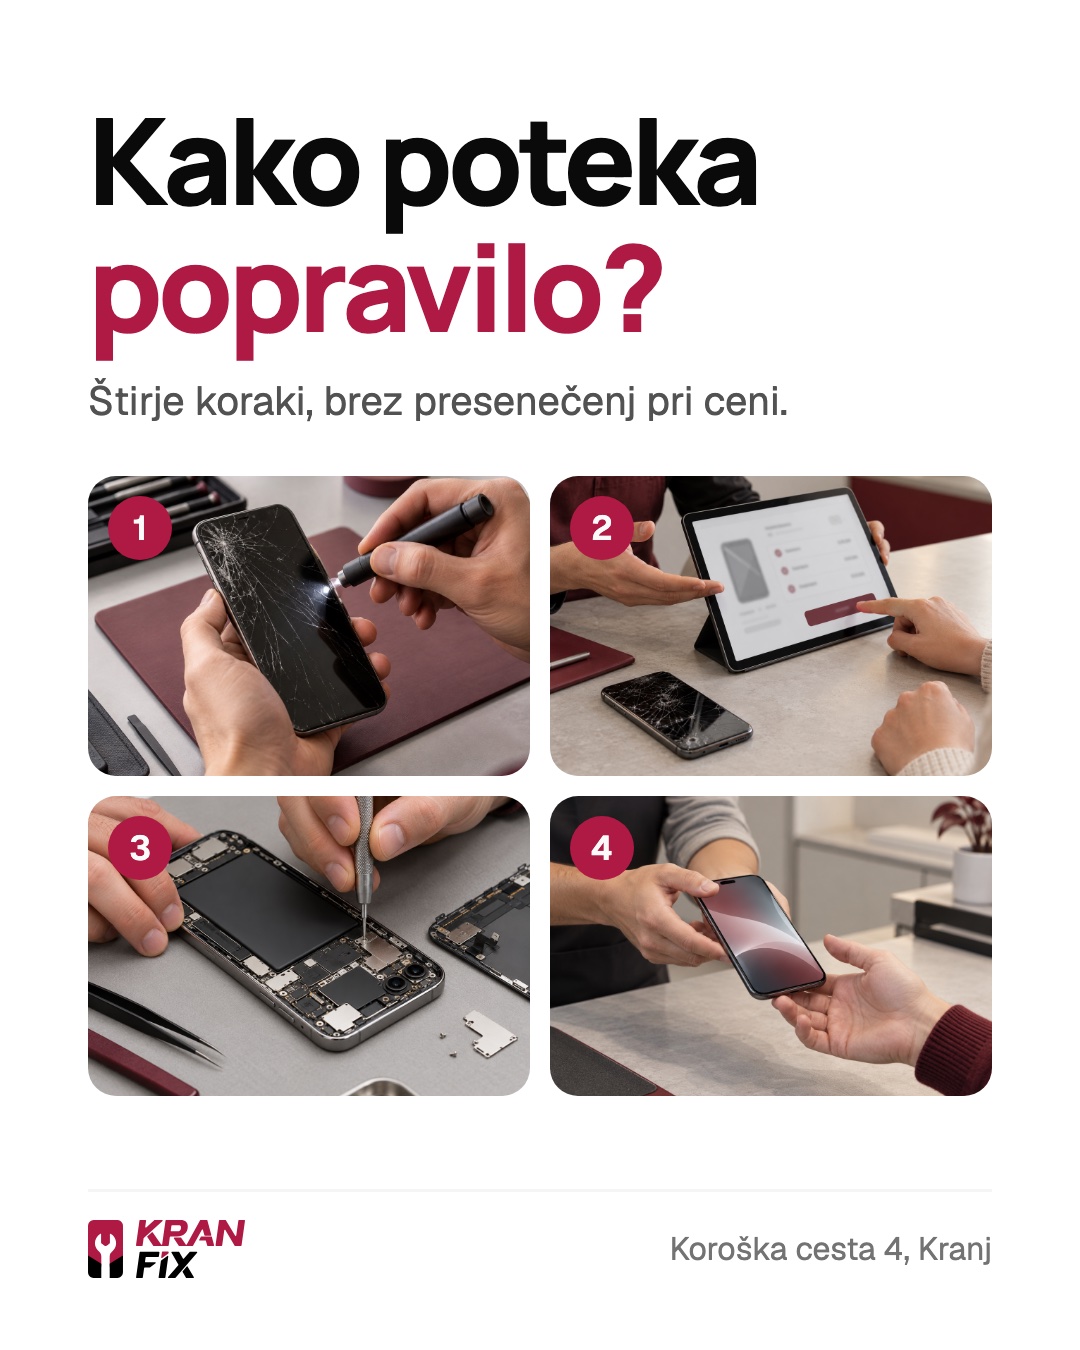 Kako poteka
popravilo?
Štirje koraki, brez presenečenj pri ceni.
1
2
3
4
KRAN
FIX
Koroška cesta 4, Kranj